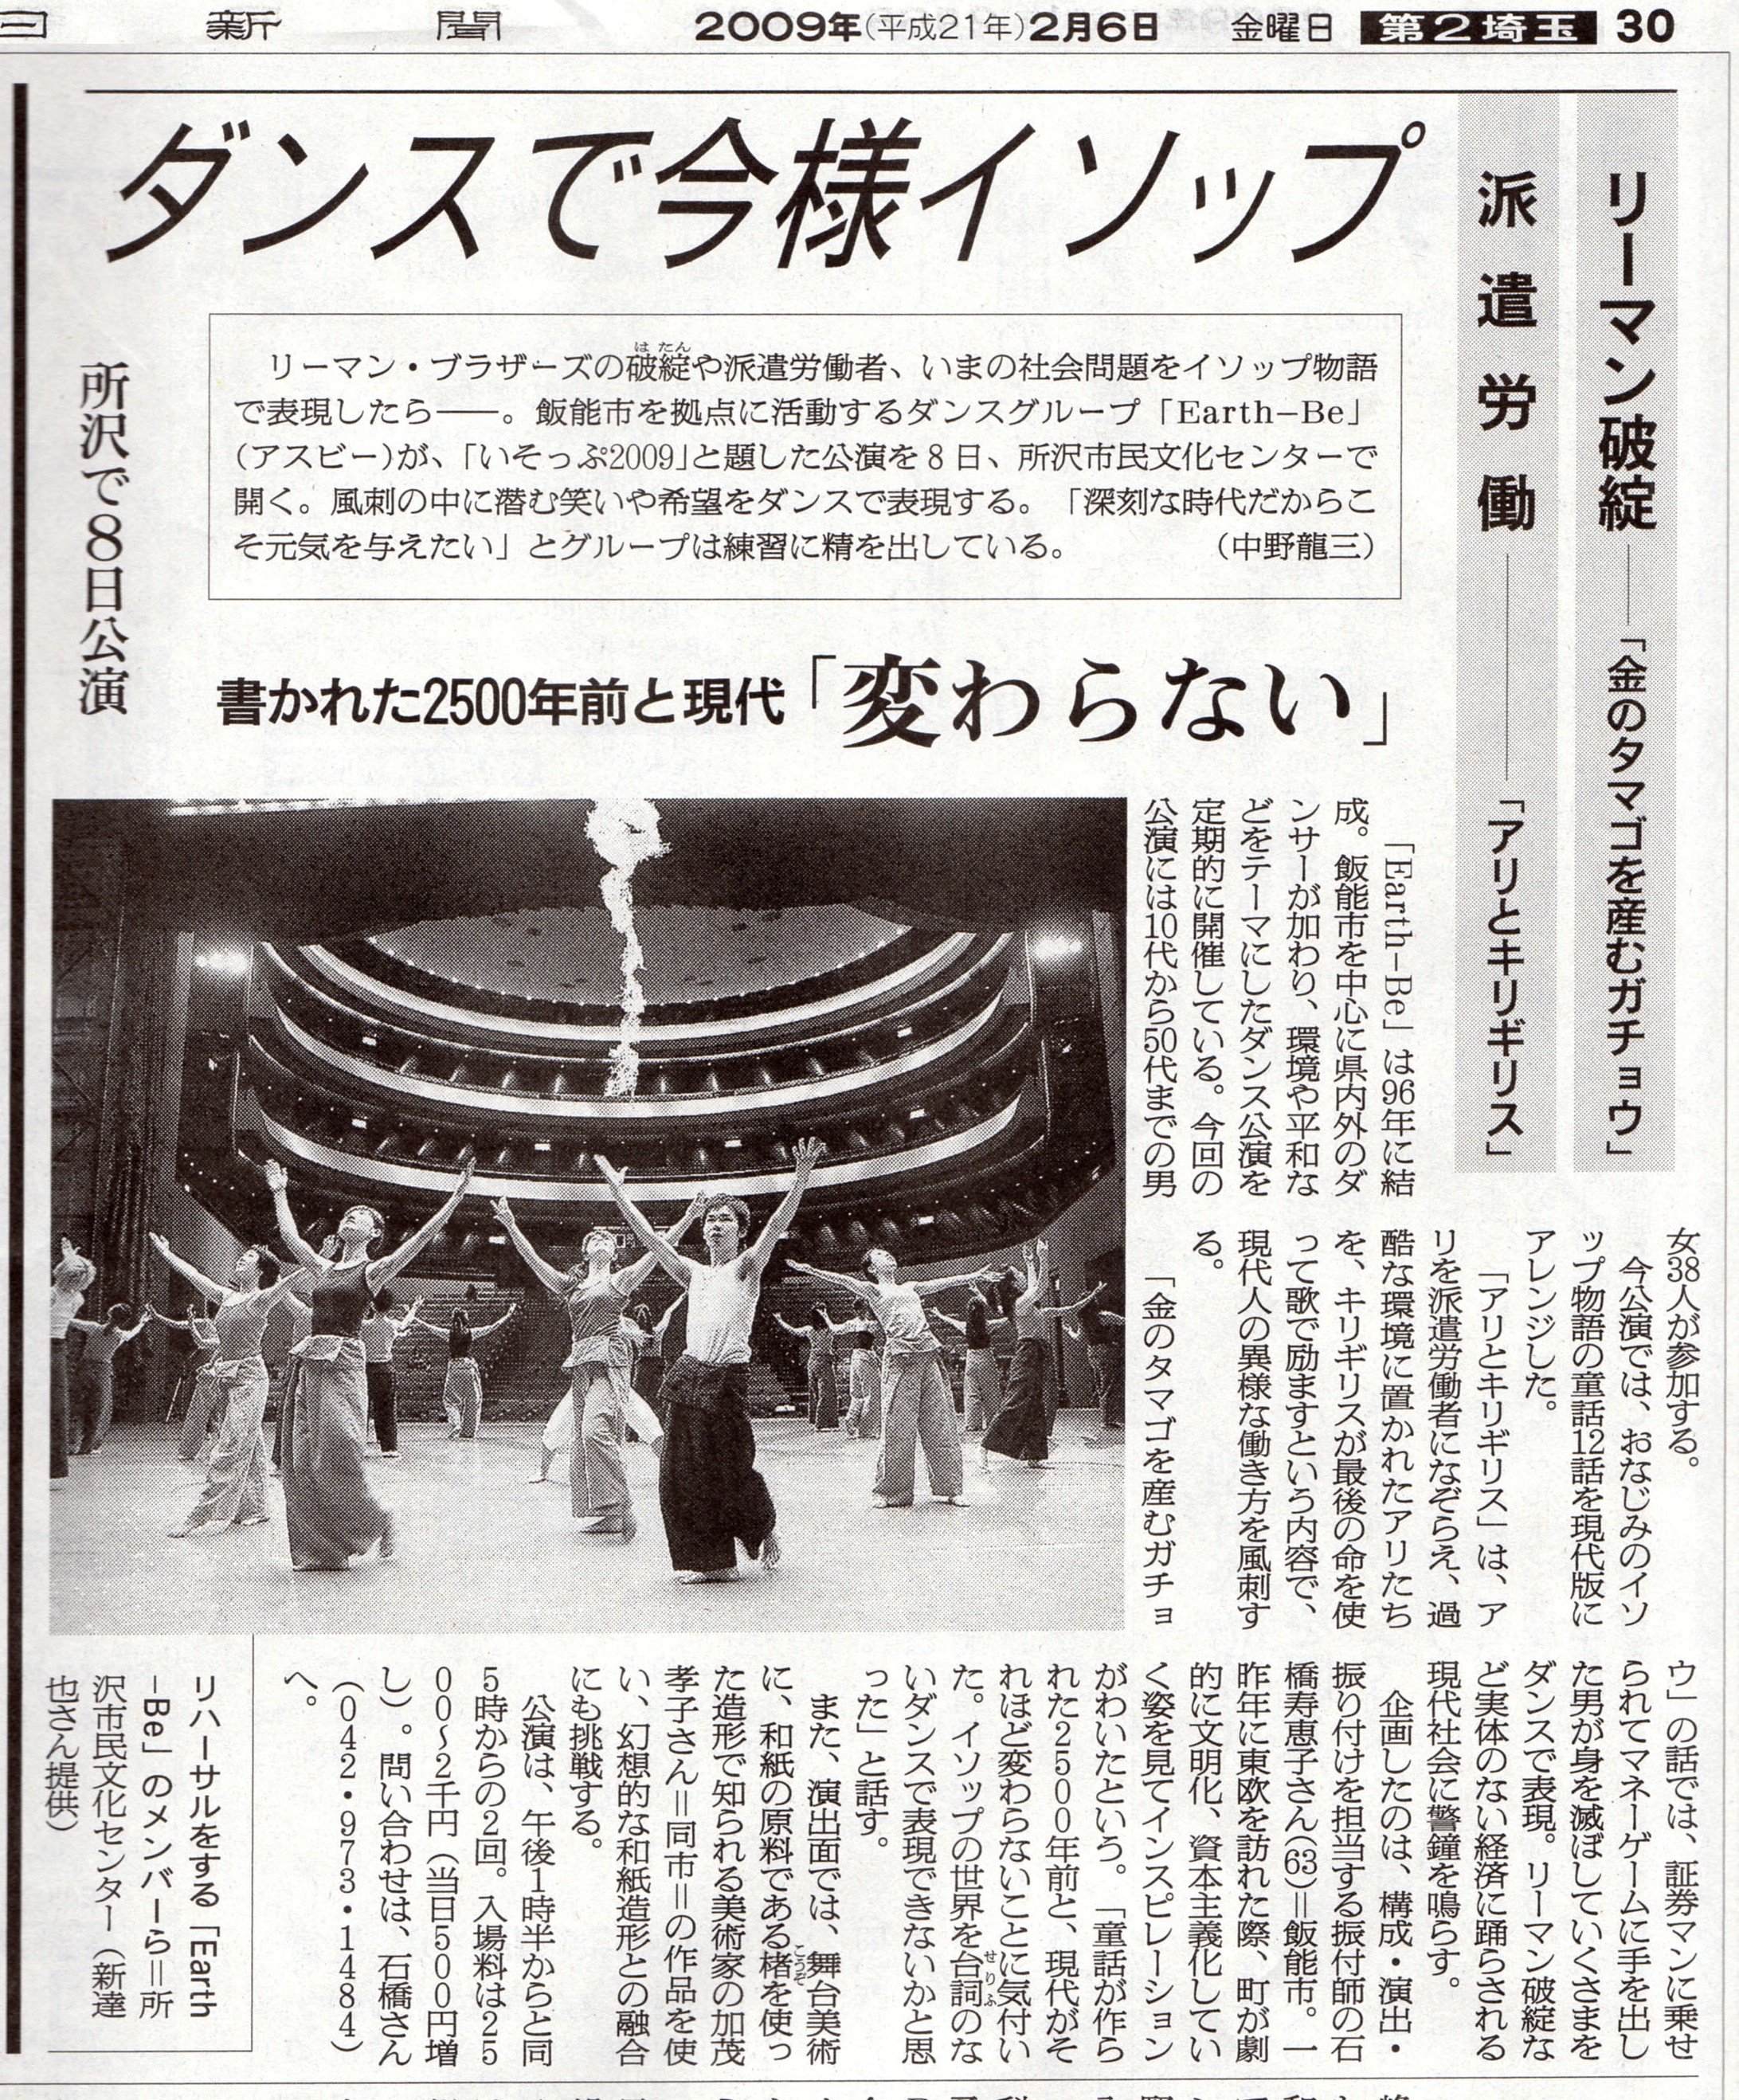 日 新聞 2009年(平成21年)2月6日 金曜日 第2埼玉 30
リーマン破綻―「金のタマゴを産むガチョウ」
派遣労働――「アリとキリギリス」
ダンスで今様イソップ
所沢で8日公演
はたん
リーマン・ブラザーズの破綻や派遣労働者、いまの社会問題をイソップ物語
で表現したら――。飯能市を拠点に活動するダンスグループ「Earth−Be」
(アスビー)が、「いそっぷ2009」と題した公演を8日、所沢市民文化センターで
開く。風刺の中に潜む笑いや希望をダンスで表現する。「深刻な時代だからこ
そ元気を与えたい」とグループは練習に精を出している。 (中野龍三)
書かれた2500年前と現代「変わらない」
「Earth−Be」は96年に結
成。飯能市を中心に県内外のダ
ンサーが加わり、環境や平和な
どをテーマにしたダンス公演を
定期的に開催している。今回の
公演には10代から50代までの男
女38人が参加する。
今公演では、おなじみのイソ
ップ物語の童話12話を現代版に
アレンジした。
「アリとキリギリス」は、ア
リを派遣労働者になぞらえ、過
酷な環境に置かれたアリたち
を、キリギリスが最後の命を使
って歌で励ますという内容で、
現代人の異様な働き方を風刺す
る。
「金のタマゴを産むガチョ
ウ」の話では、証券マンに乗せ
られてマネーゲームに手を出し
た男が身を滅ぼしていくさまを
ダンスで表現。リーマン破綻な
ど実体のない経済に踊らされる
現代社会に警鐘を鳴らす。
企画したのは、構成・演出・
振り付けを担当する振付師の石
橋寿恵子さん(63)=飯能市。一
昨年に東欧を訪れた際、町が劇
的に文明化、資本主義化してい
く姿を見てインスピレーション
がわいたという。「童話が作ら
れた2500年前と、現代がそ
れほど変わらないことに気付い
た。イソップの世界を台詞のな
せりふ
いダンスで表現できないかと思
った」と話す。
また、演出面では、舞台美術
に、和紙の原料である楮を使っ
こうぞ
た造形で知られる美術家の加茂
孝子さん=同市=の作品を使
い、幻想的な和紙造形との融合
にも挑戦する。
公演は、午後1時半からと同
5時からの2回。入場料は25
00〜2千円(当日500円増
し)。問い合わせは、石橋さん
(042・973・1484)
へ。
リハーサルをする「Earth
−Be」のメンバーら=所
沢市民文化センター(新達
也さん提供)